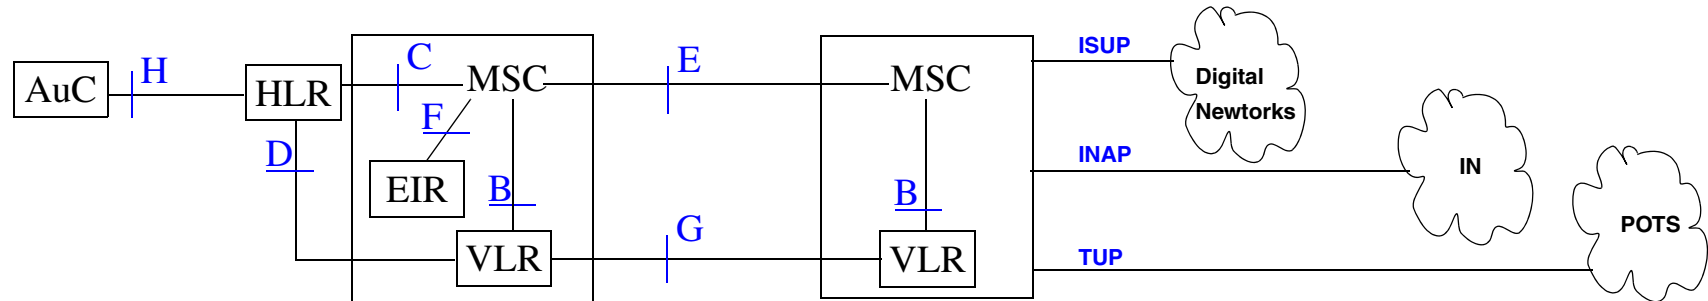 AuC
H
HLR
C
MSC
E
MSC
ISUP
Digital
Newtorks
F
D
EIR
B
B
INAP
IN
VLR
G
VLR
TUP
POTS